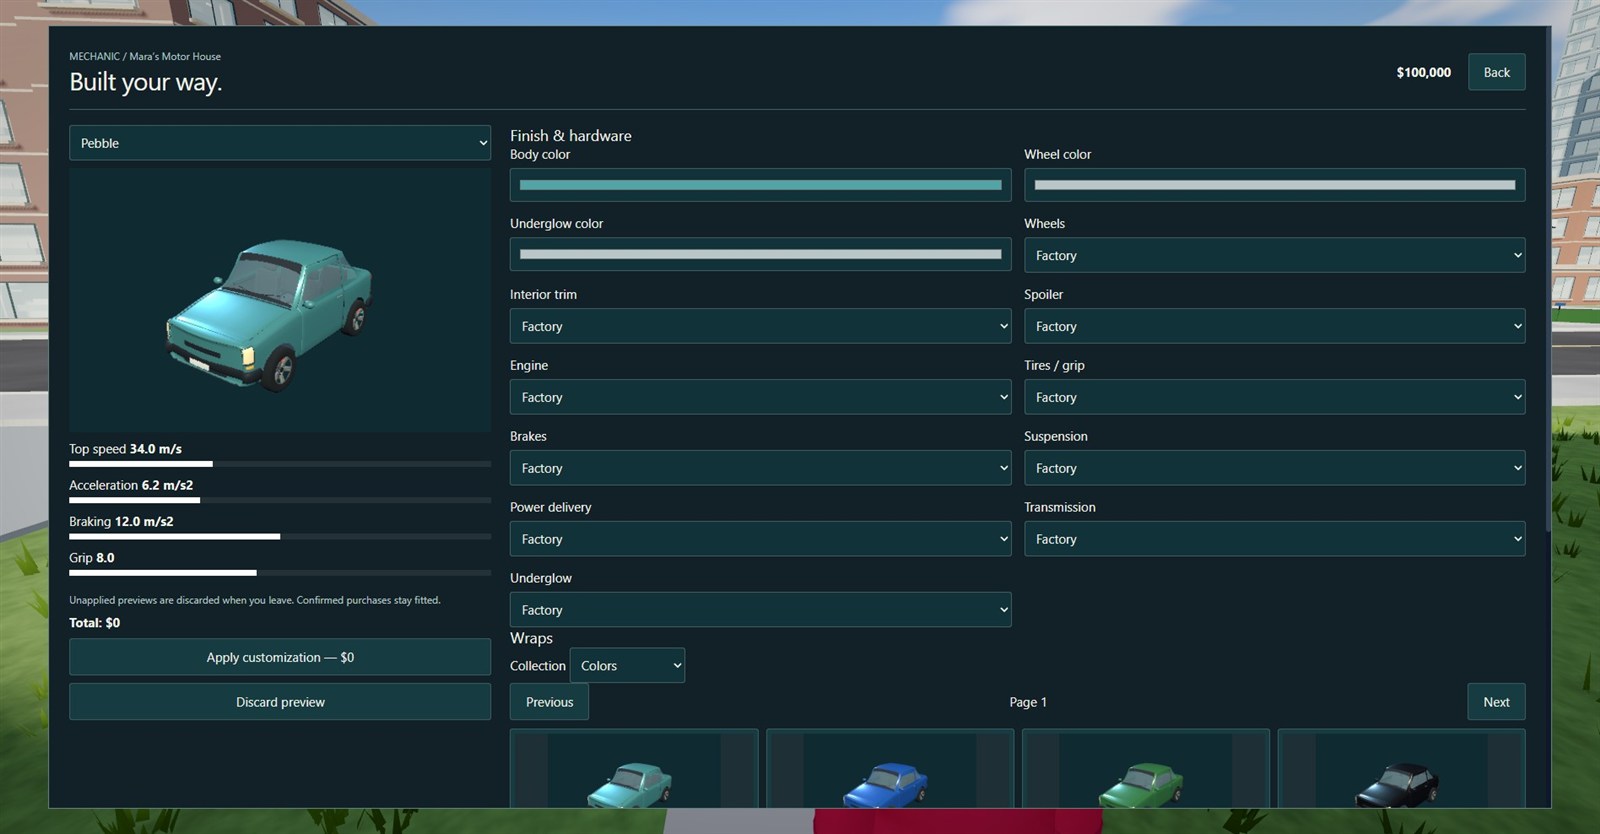 MECHANIC / Mara's Motor House
Built your way.
$100,000
Back
Pebble
Top speed 34.0 m/s
Acceleration 6.2 m/s2
Braking 12.0 m/s2
Grip 8.0
Unapplied previews are discarded when you leave. Confirmed purchases stay fitted.
Total: $0
Apply customization — $0
Discard preview
Finish & hardware
Body color
Wheel color
Underglow color
Wheels
Factory
Interior trim
Spoiler
Factory
Factory
Engine
Tires / grip
Factory
Factory
Brakes
Suspension
Factory
Factory
Power delivery
Transmission
Factory
Factory
Underglow
Factory
Wraps
Collection Colors
Previous
Page 1
Next